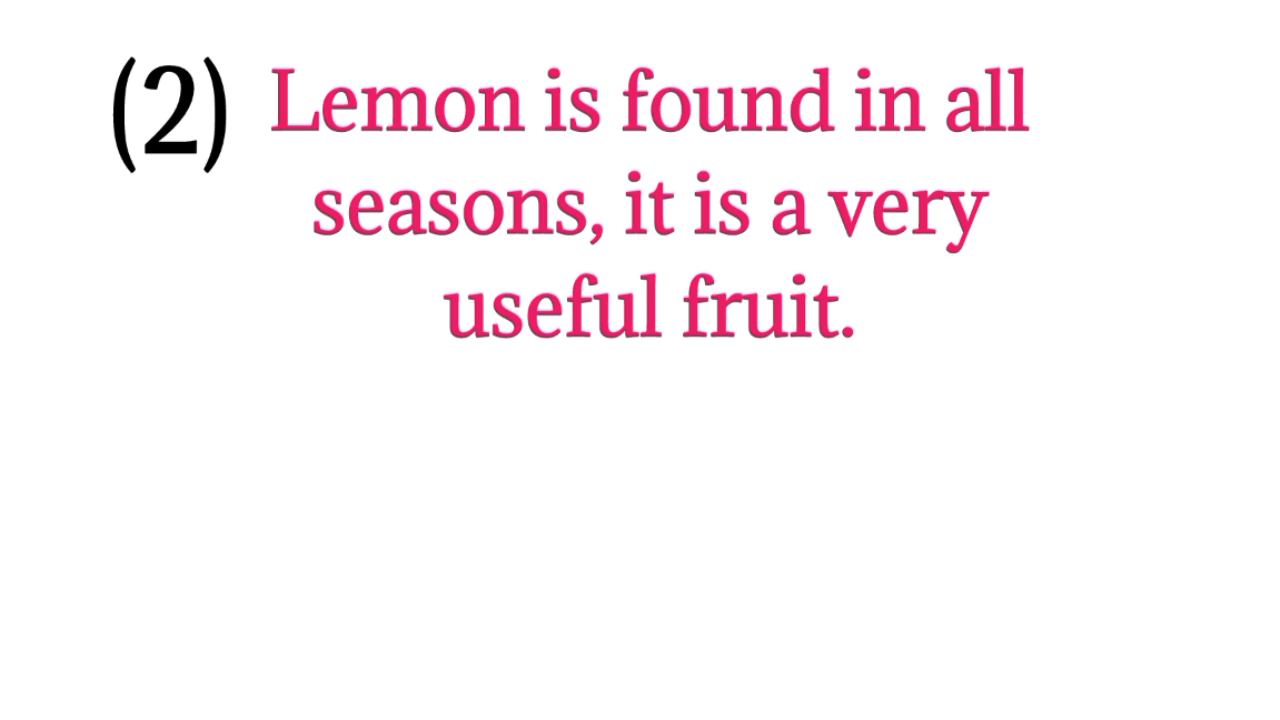 (2) Lemon is found in all
seasons, it is a very
useful fruit.